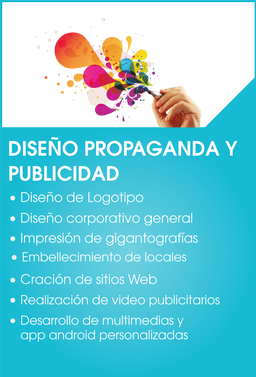 DISEÑO PROPAGANDA Y
PUBLICIDAD
• Diseño de Logotipo
• Diseño corporativo general
• Impresión de gigantografías
• Embellecimiento de locales
• Cración de sitios Web
• Realización de video publicitarios
• Desarrollo de multimedias y
app android personalizadas